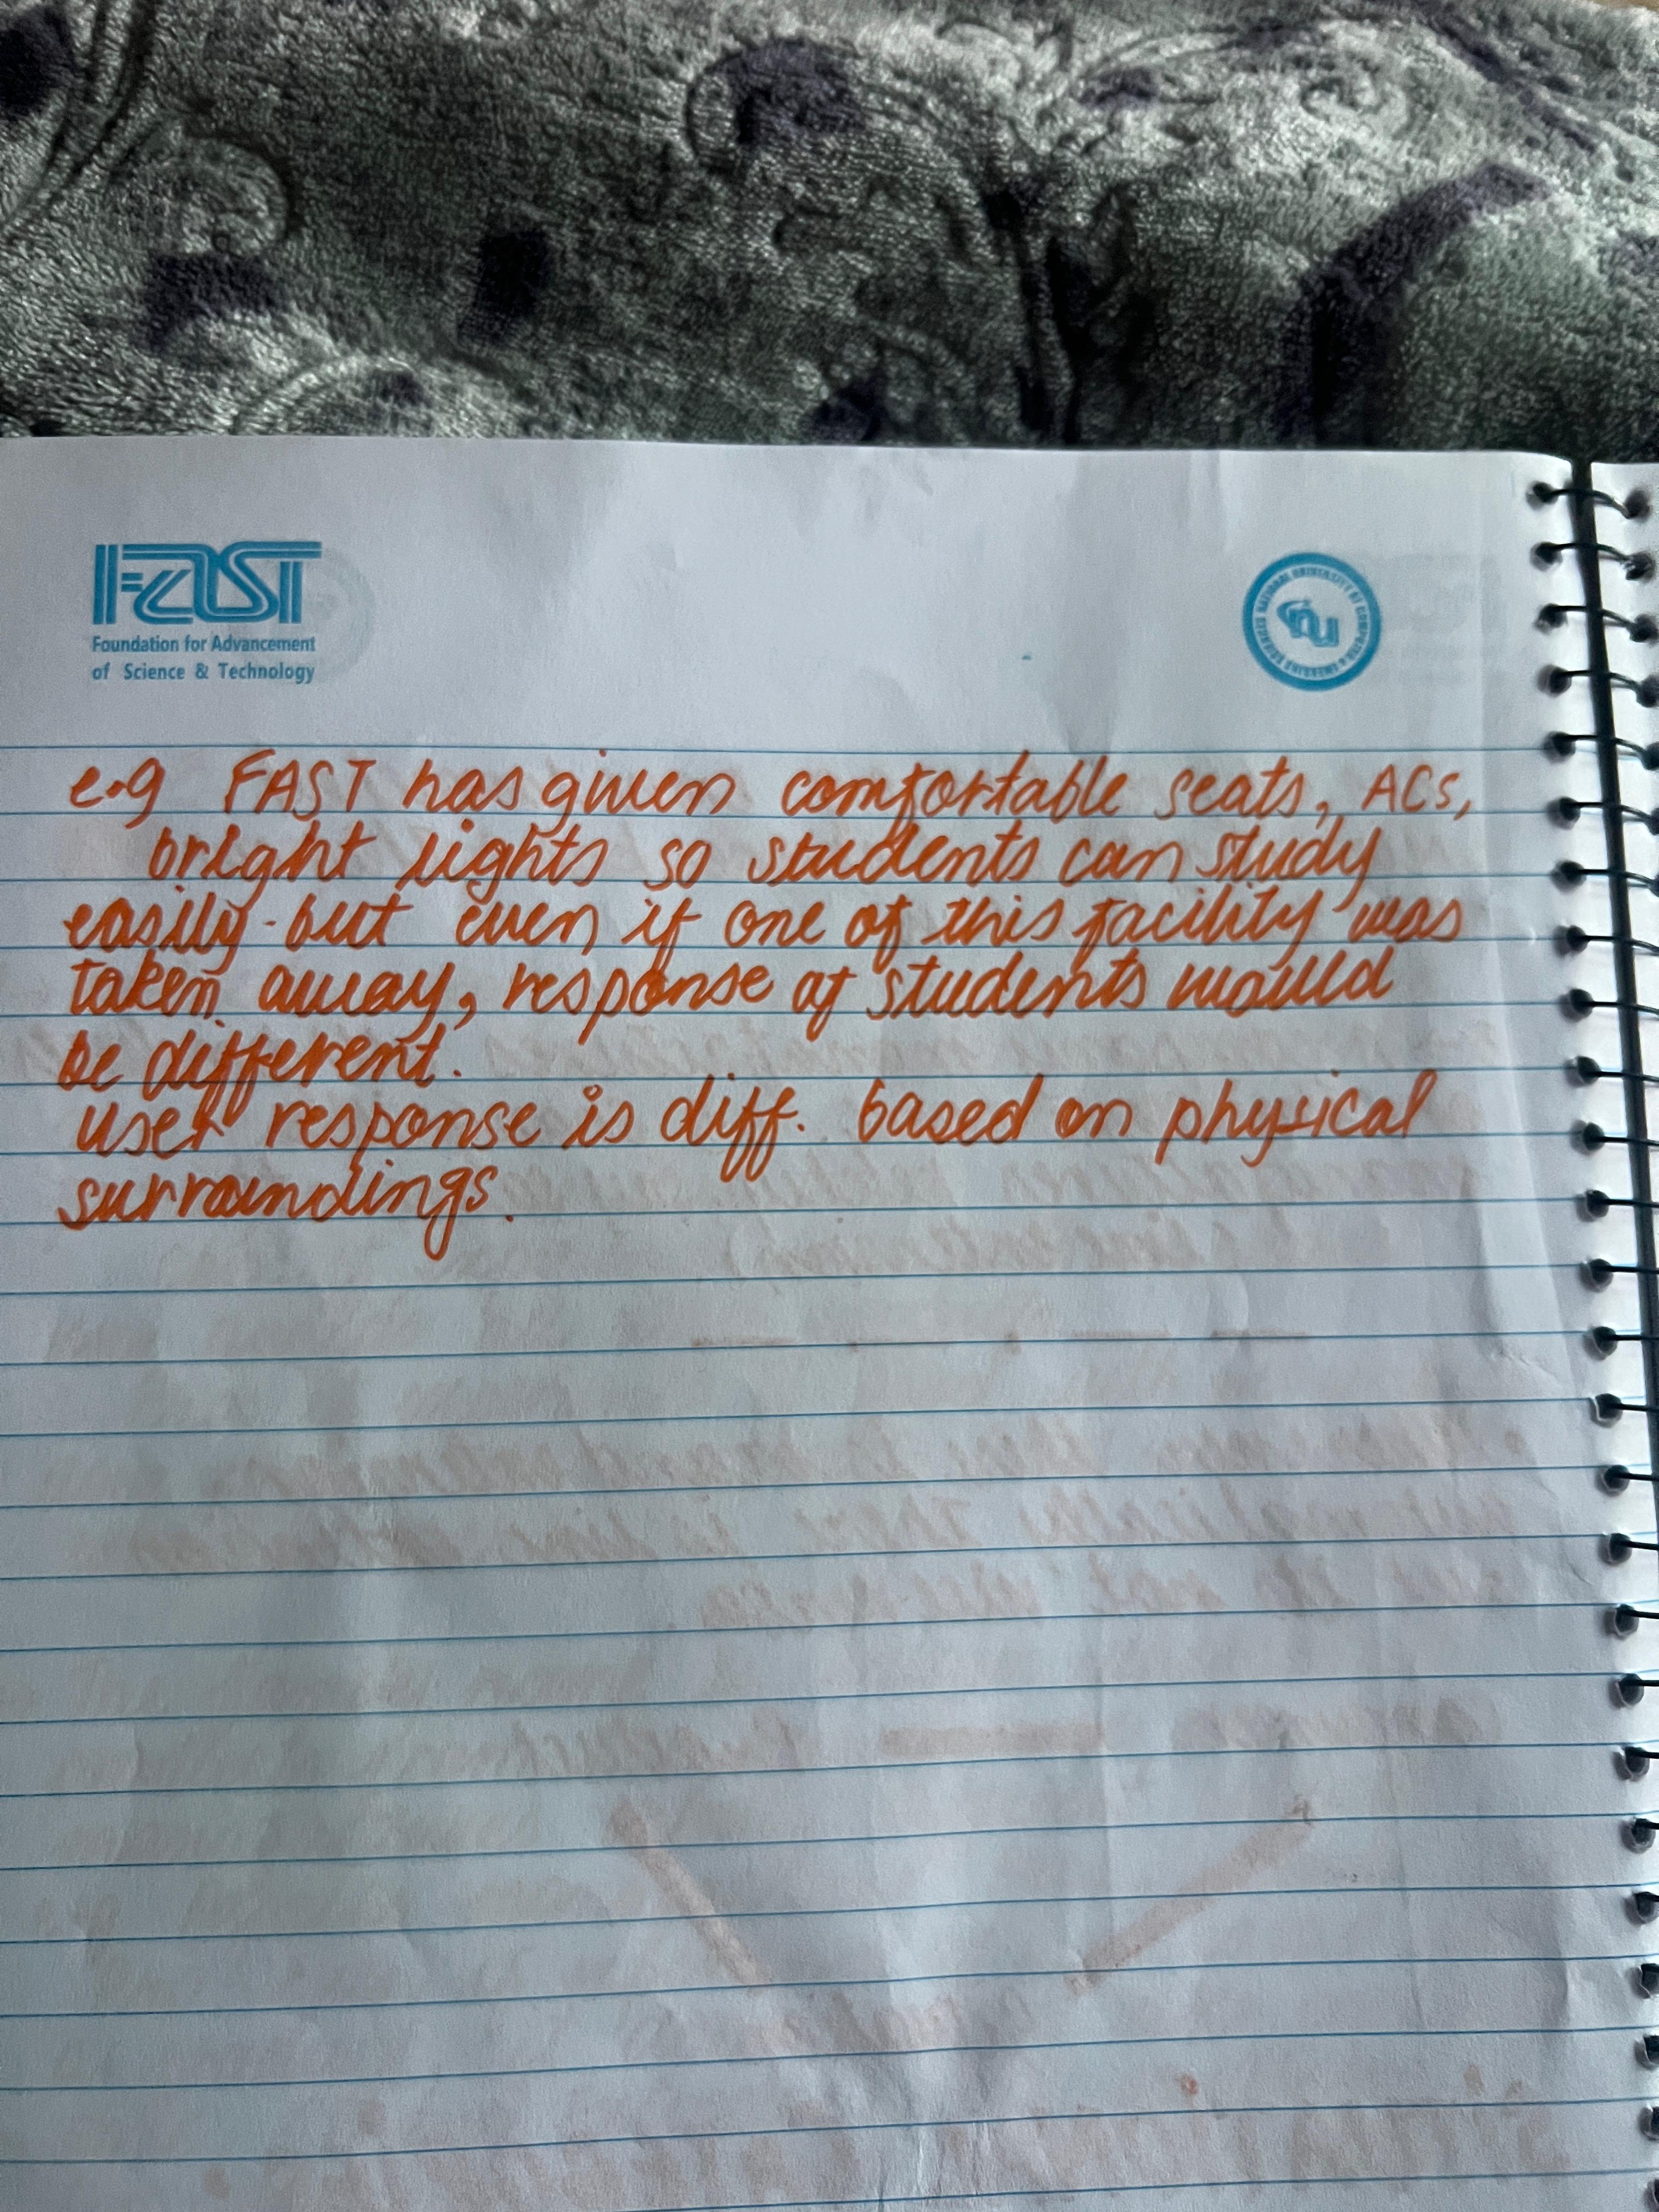 FAST
Foundation for Advancement
of Science & Technology
NATIONAL UNIVERSITY OF COMPUTER & EMERGING SCIENCES
nu
e.g FAST has given comfortable seats, ACs,
bright lights so students can study
easily. but even if one of this facility was
taken away, response of students would
be different.
user response is diff. based on physical
surroundings.